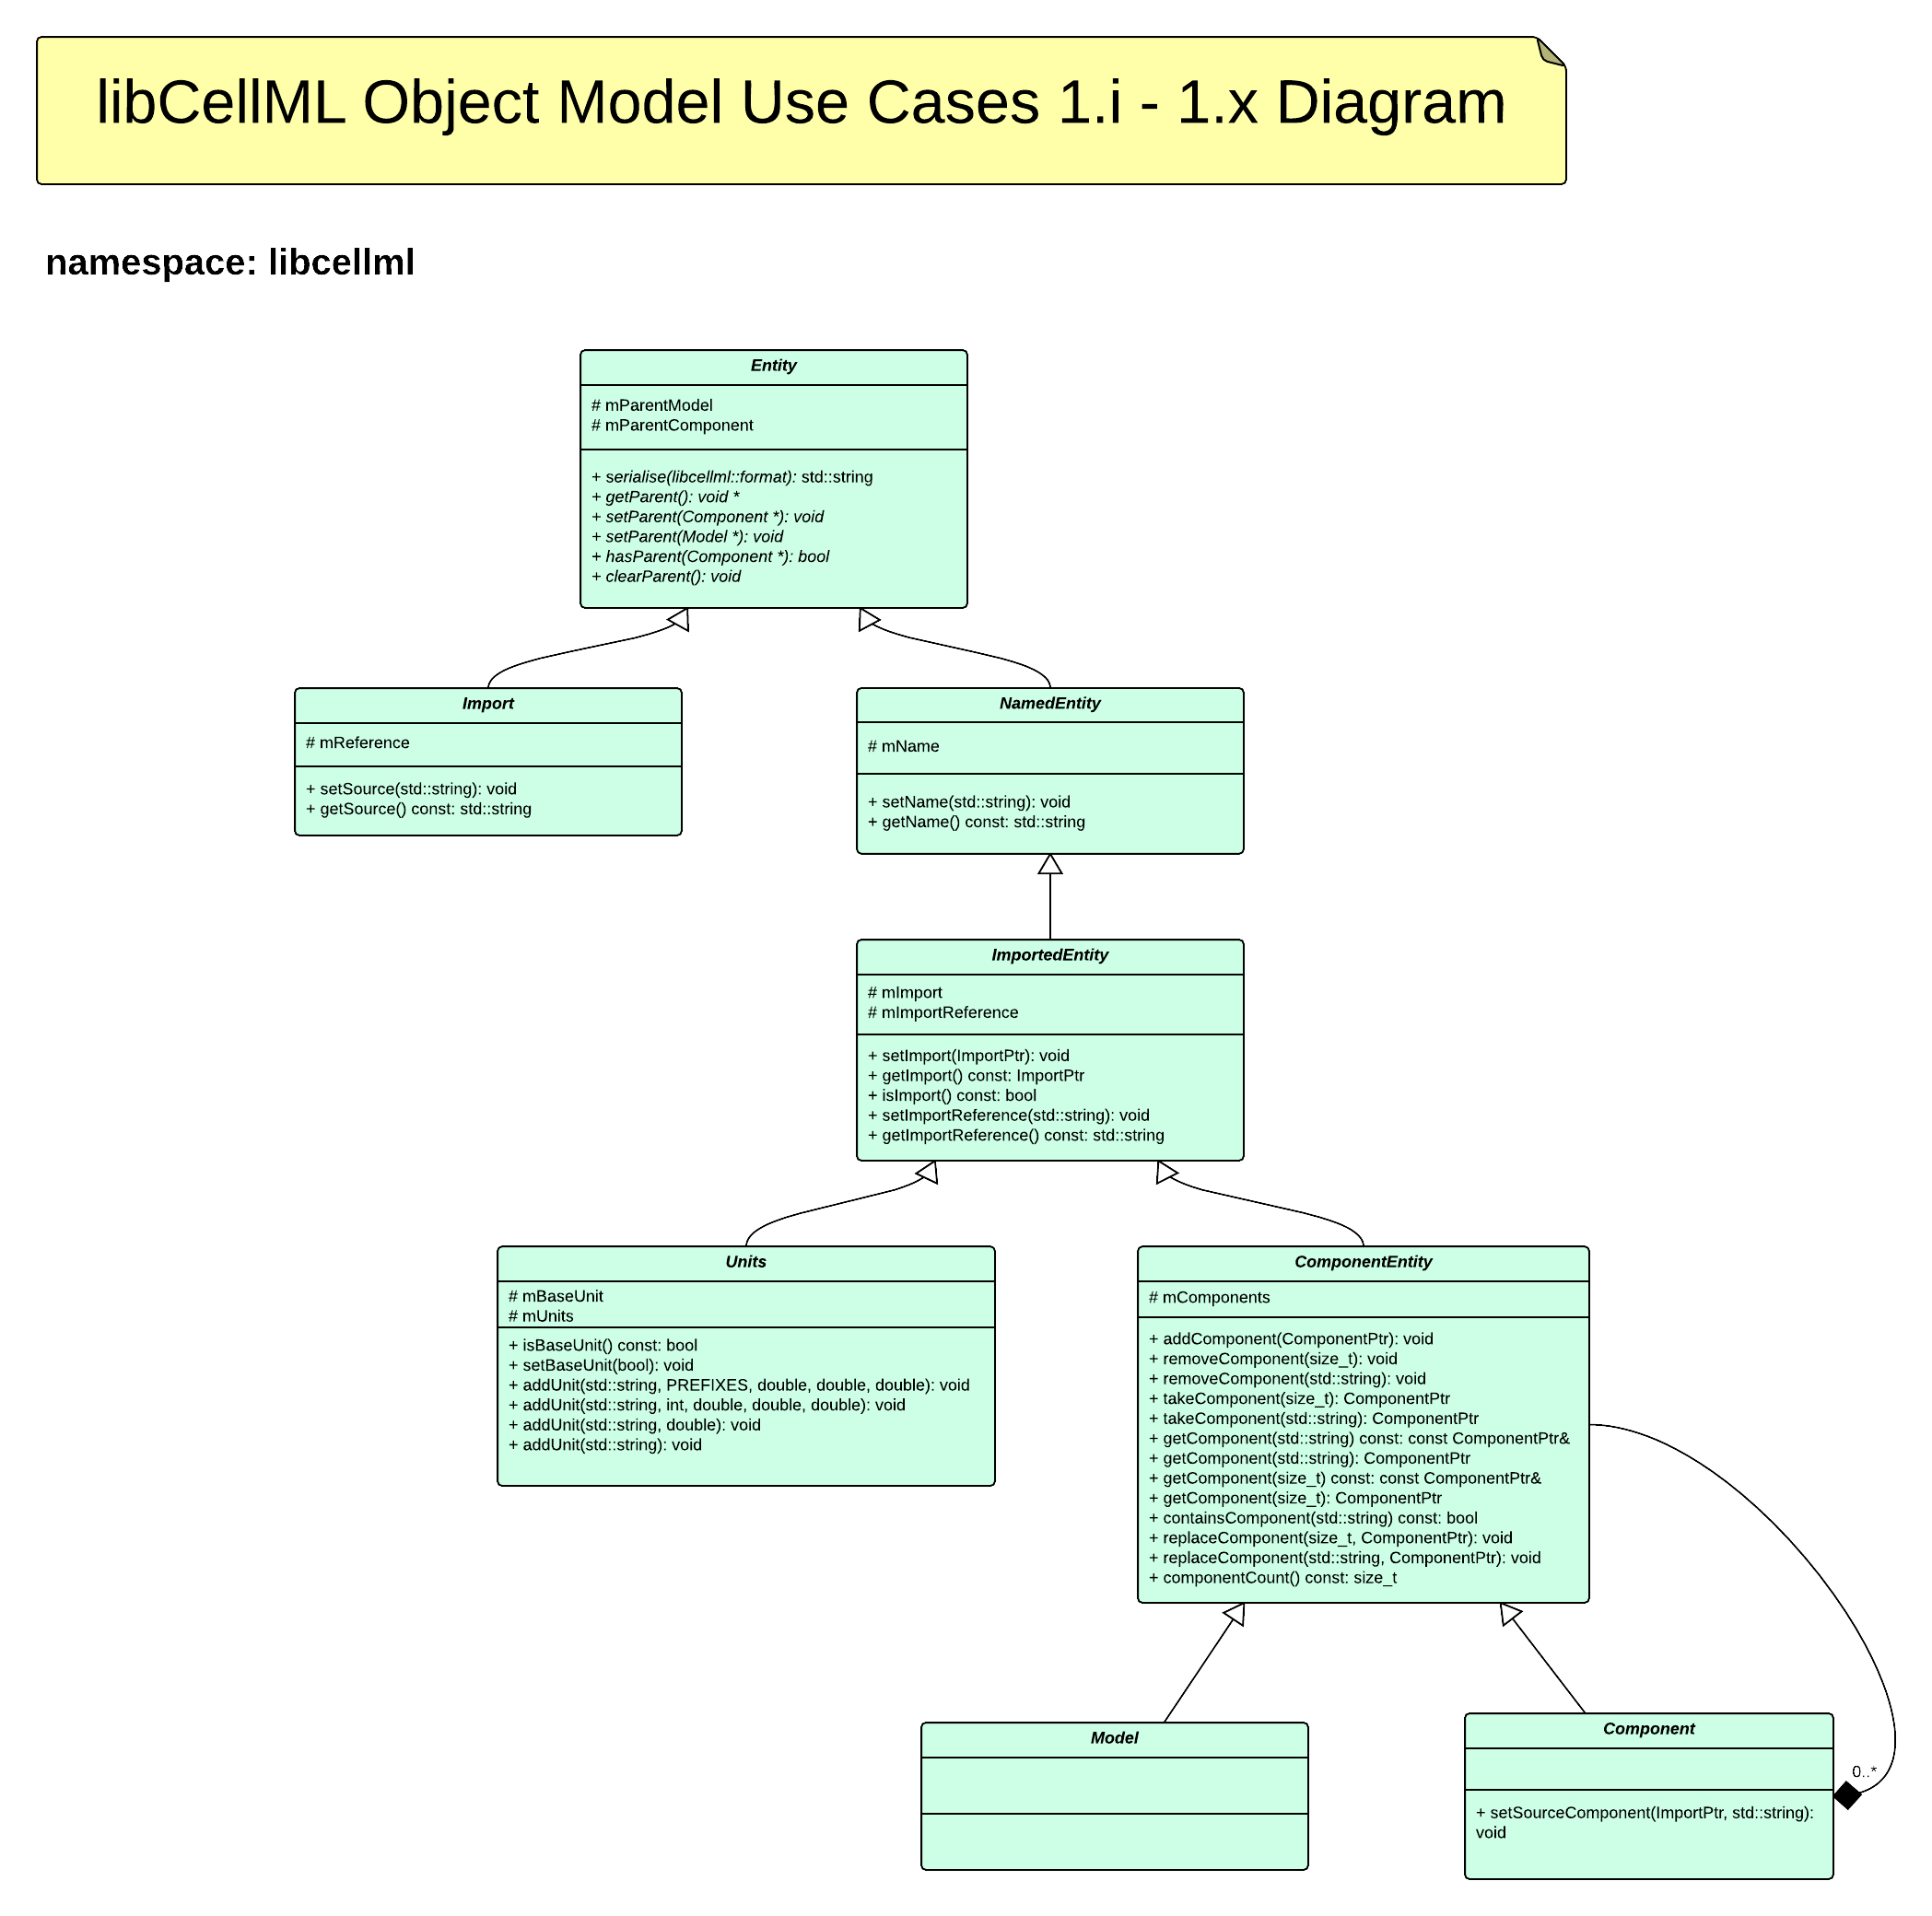 libCellML Object Model Use Cases 1.i - 1.x Diagram
namespace: libcellml
Entity
# mParentModel
# mParentComponent
+ serialise(libcellml::format): std::string
+ getParent(): void *
+ setParent(Component *): void
+ setParent(Model *): void
+ hasParent(Component *): bool
+ clearParent(): void
Import
# mReference
+ setSource(std::string): void
+ getSource() const: std::string
NamedEntity
# mName
+ setName(std::string): void
+ getName() const: std::string
ImportedEntity
# mImport
# mImportReference
+ setImport(ImportPtr): void
+ getImport() const: ImportPtr
+ isImport() const: bool
+ setImportReference(std::string): void
+ getImportReference() const: std::string
Units
# mBaseUnit
# mUnits
+ isBaseUnit() const: bool
+ setBaseUnit(bool): void
+ addUnit(std::string, PREFIXES, double, double, double): void
+ addUnit(std::string, int, double, double, double): void
+ addUnit(std::string, double): void
+ addUnit(std::string): void
ComponentEntity
# mComponents
+ addComponent(ComponentPtr): void
+ removeComponent(size_t): void
+ removeComponent(std::string): void
+ takeComponent(size_t): ComponentPtr
+ takeComponent(std::string): ComponentPtr
+ getComponent(std::string) const: const ComponentPtr&
+ getComponent(std::string): ComponentPtr
+ getComponent(size_t) const: const ComponentPtr&
+ getComponent(size_t): ComponentPtr
+ containsComponent(std::string) const: bool
+ replaceComponent(size_t, ComponentPtr): void
+ replaceComponent(std::string, ComponentPtr): void
+ componentCount() const: size_t
Model
Component
0..*
+ setSourceComponent(ImportPtr, std::string):
void